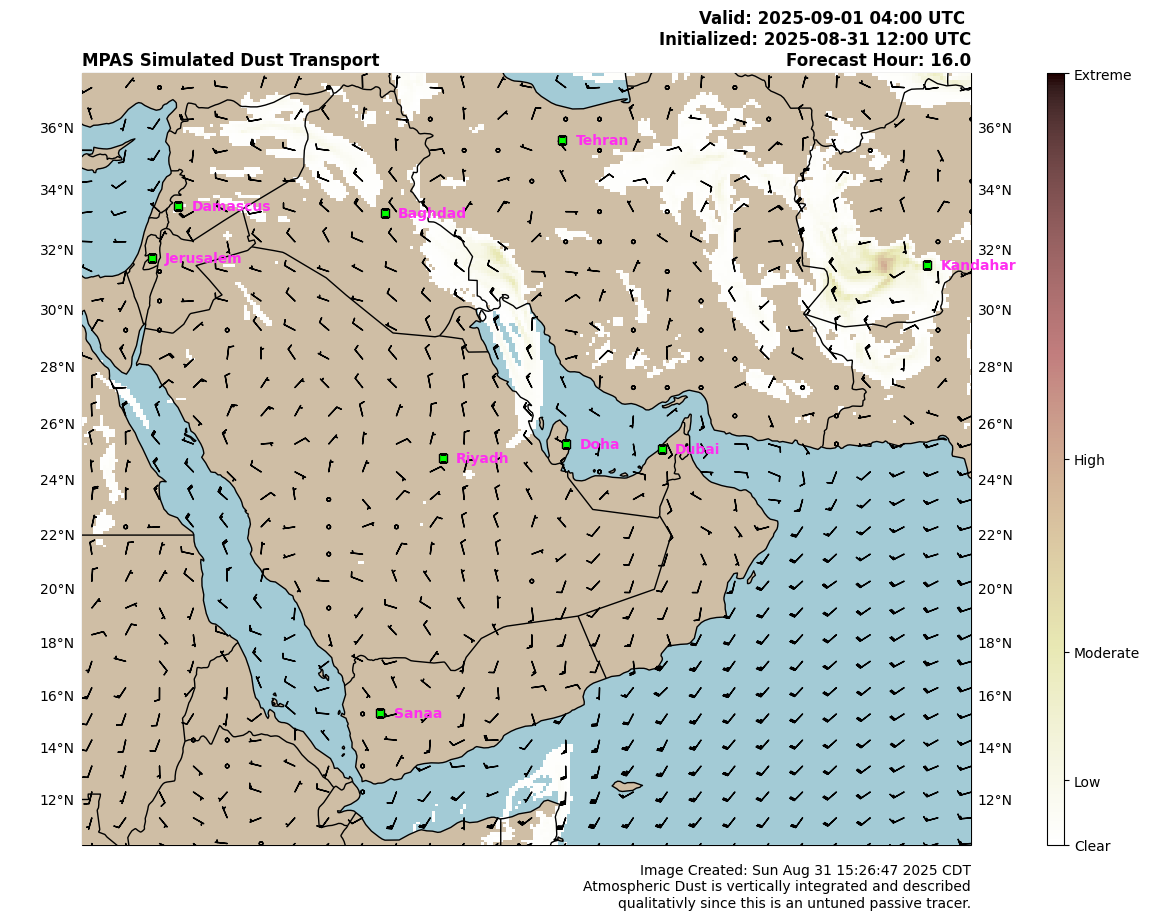 Valid: 2025-09-01 04:00 UTC
Initialized: 2025-08-31 12:00 UTC
MPAS Simulated Dust Transport
Forecast Hour: 16.0
Extreme
36°N
36°N
Tehran
34°N
34°N
Damascus
Baghdad
32°N
32°N
Jerusalem
Kandahar
30°N
30°N
28°N
28°N
26°N
26°N
Doha
Dubai
Riyadh
High
24°N
24°N
22°N
22°N
20°N
20°N
18°N
18°N
Moderate
16°N
16°N
Sanaa
14°N
14°N
Low
12°N
12°N
Clear
Image Created: Sun Aug 31 15:26:47 2025 CDT
Atmospheric Dust is vertically integrated and described
qualitativly since this is an untuned passive tracer.